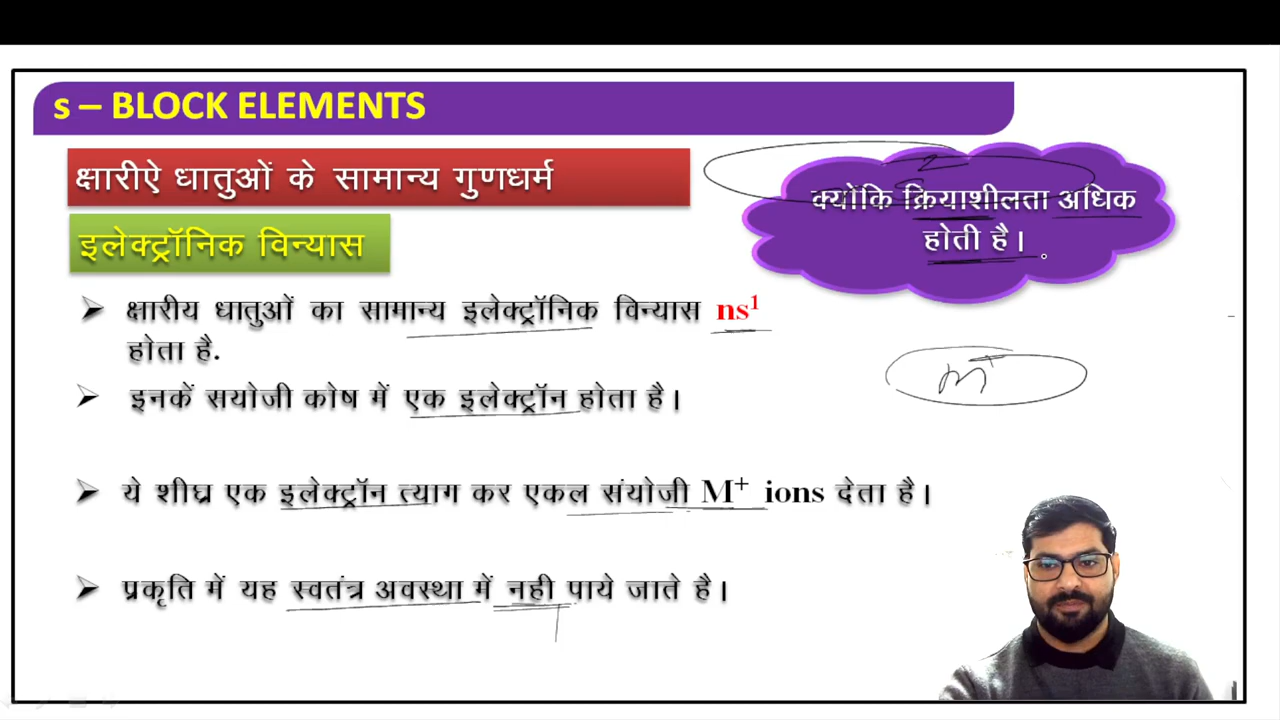 s – BLOCK ELEMENTS
क्षारीऐ धातुओं के सामान्य गुणधर्म
क्योंकि क्रियाशीलता अधिक
होती है।
इलेक्ट्रॉनिक विन्यास
क्षारीय धातुओं का सामान्य इलेक्ट्रॉनिक विन्यास ns¹
होता है.
M⁺
इनकें सयोजी कोष में एक इलेक्ट्रॉन होता है।
ये शीघ्र एक इलेक्ट्रॉन त्याग कर एकल संयोजी M⁺ ions देता है।
प्रकृति में यह स्वतंत्र अवस्था में नही पाये जाते है।